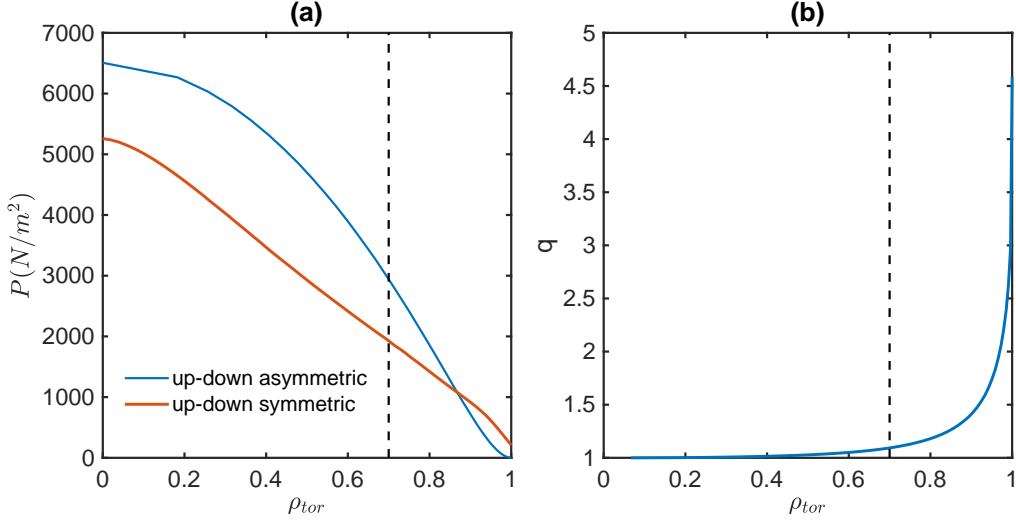 (a)
7000
6000
5000
4000
3000
2000
1000
0
P(N/m²)
up-down asymmetric
up-down symmetric
0 0.2 0.4 0.6 0.8 1
ρtor
(b)
5
4.5
4
3.5
3
2.5
2
1.5
1
q
0 0.2 0.4 0.6 0.8 1
ρtor